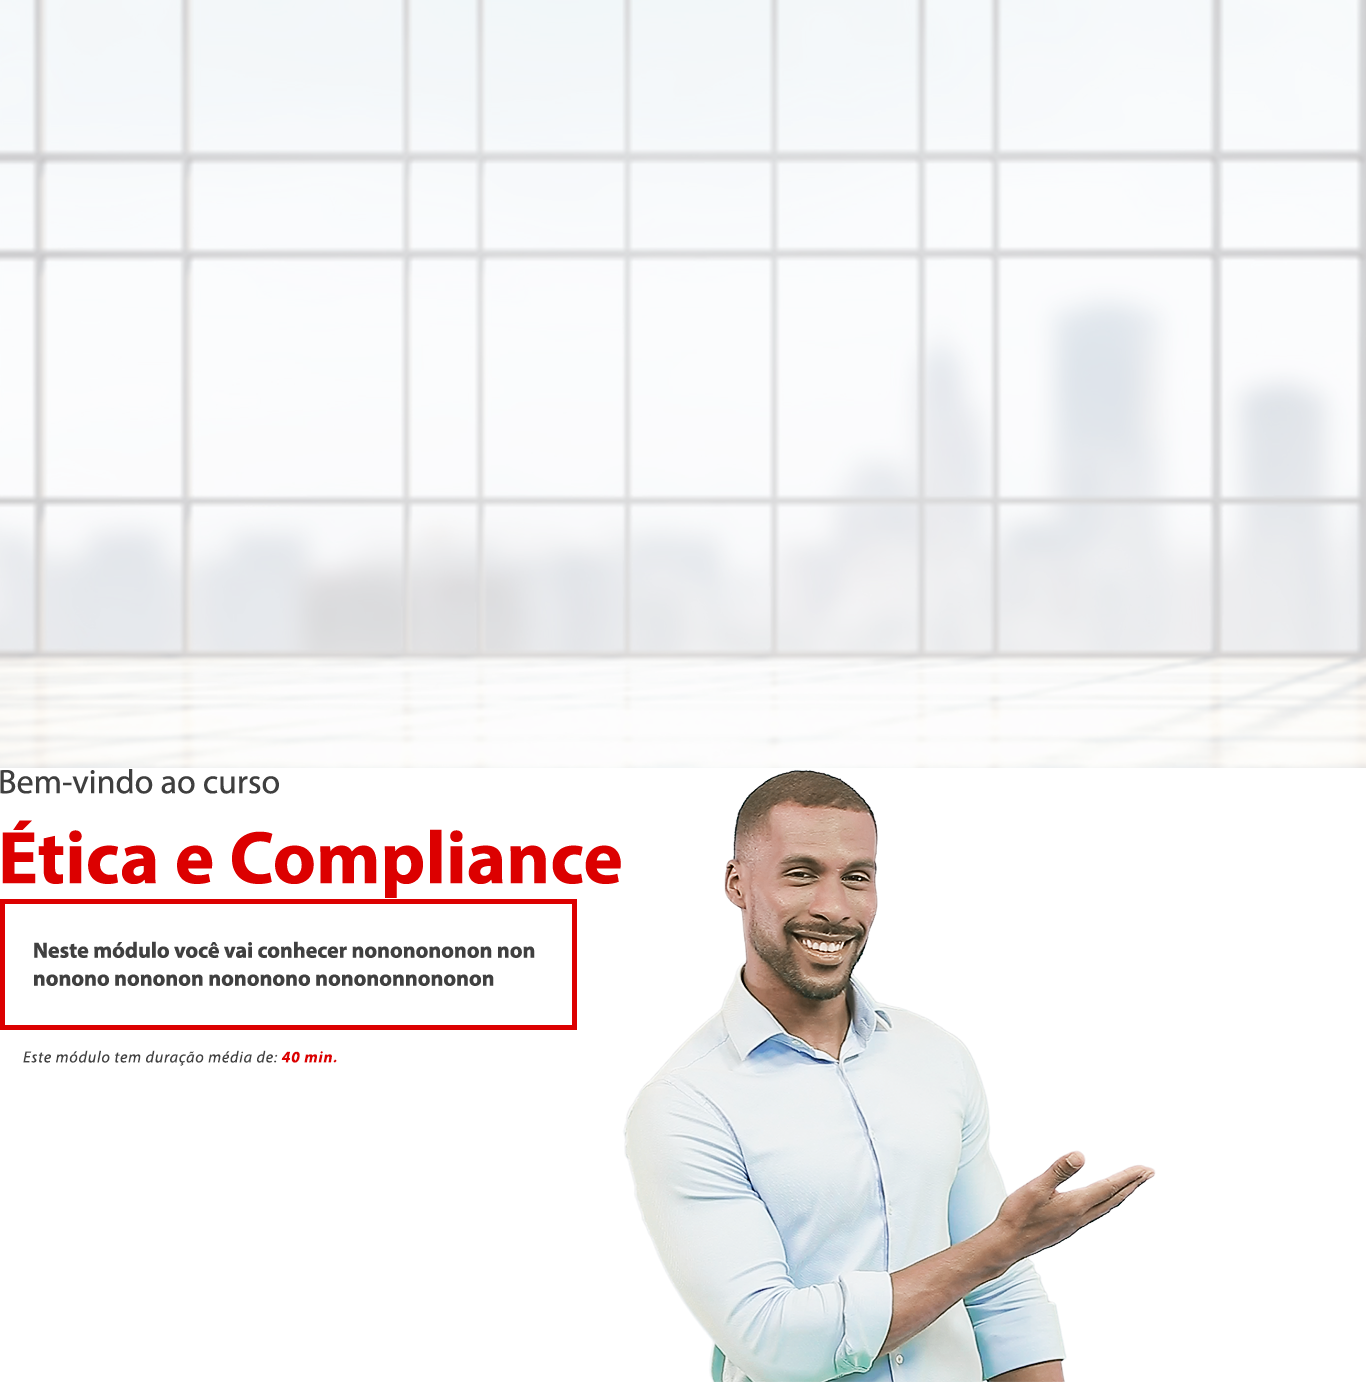 Bem-vindo ao curso
Ética e Compliance
Neste módulo você vai conhecer nonononon non
nonono nononon nononono nonononnononon
Este módulo tem duração média de: 40 min.